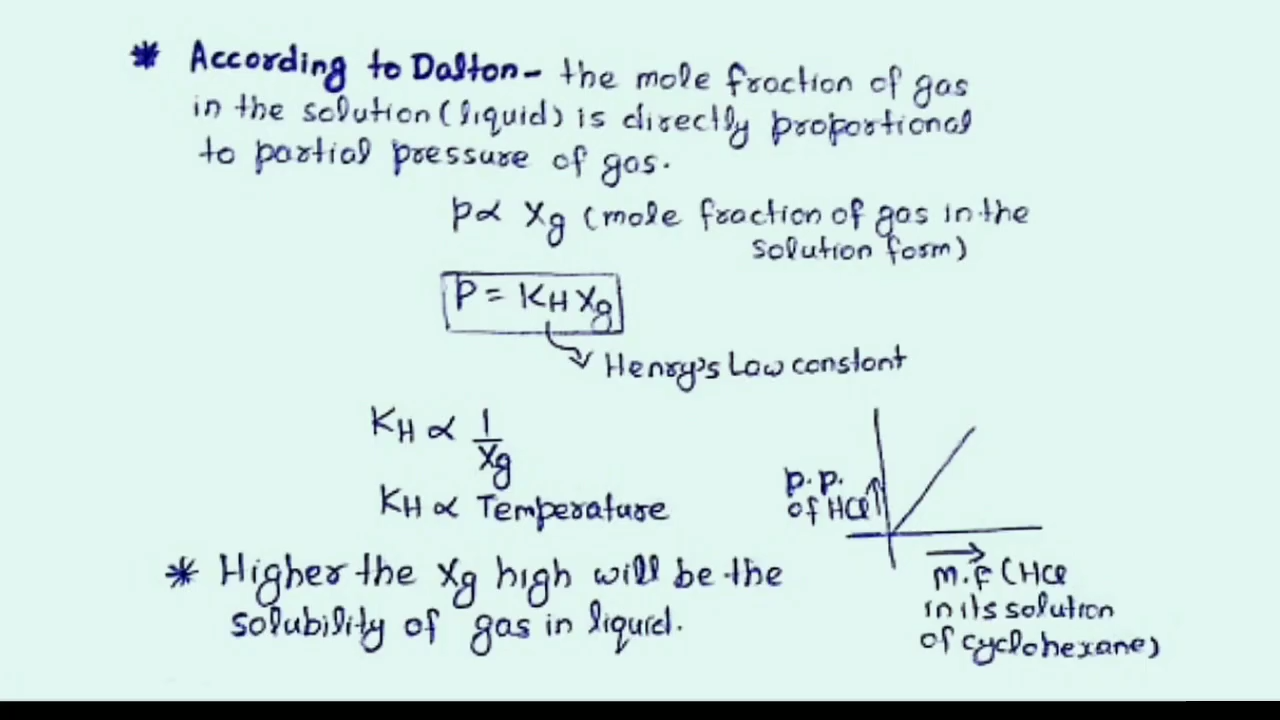 * According to Dalton - the mole fraction of gas
in the solution (liquid) is directly proportional
to partial pressure of gas.
p ∝ Xg (mole fraction of gas in the
solution form)
P = KH Xg
Henry's Law constant
KH ∝ 1/Xg
KH ∝ Temperature
p.p.
of HCl ↑
* Higher the Xg high will be the
solubility of gas in liquid.
→
m.f (HCl
in its solution
of cyclohexane)